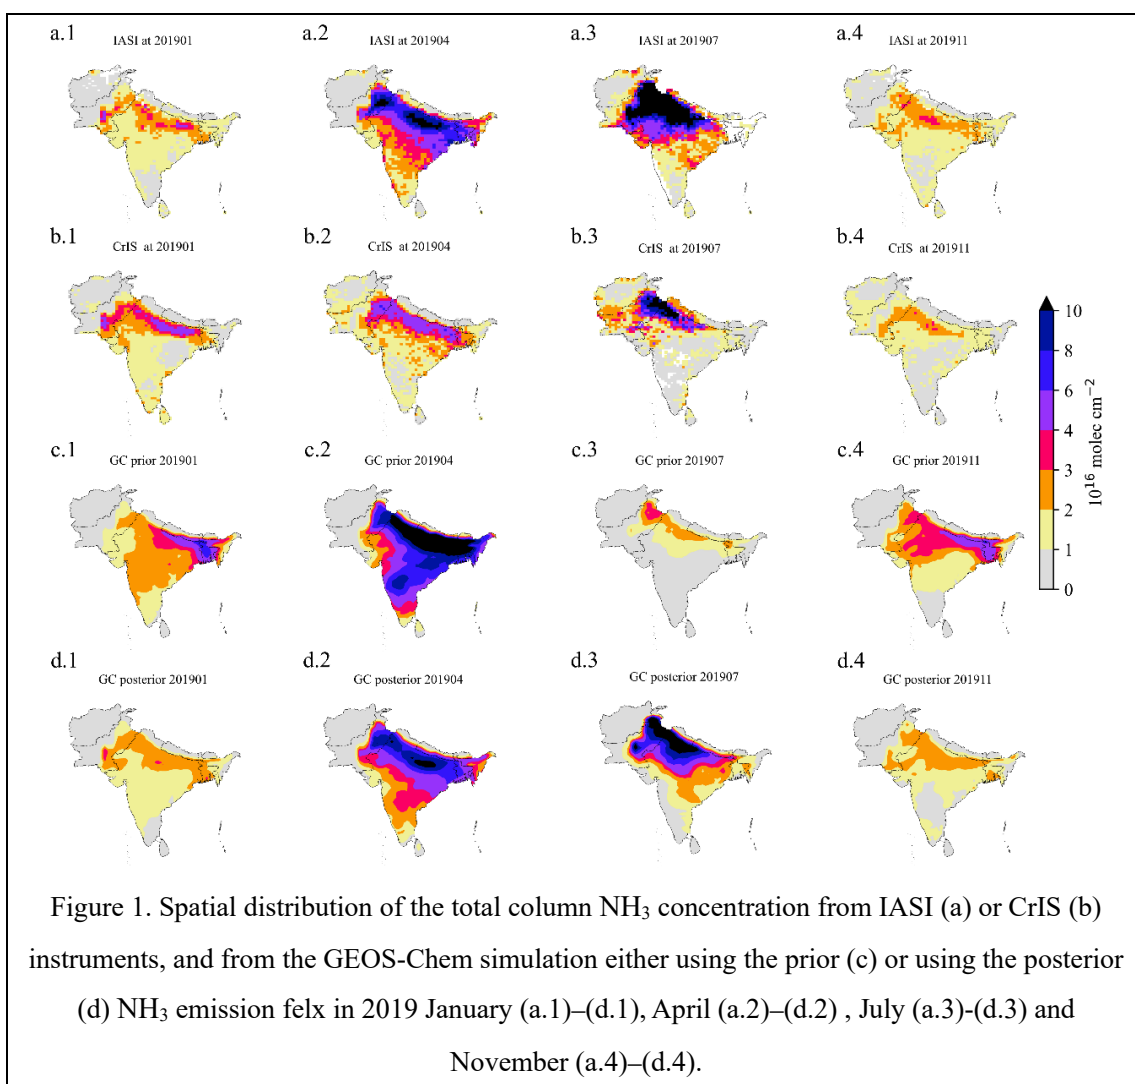 a.1
IASI at 201901
a.2
IASI at 201904
a.3
IASI at 201907
a.4
IASI at 201911
b.1
CrIS at 201901
b.2
CrIS at 201904
b.3
CrIS at 201907
b.4
CrIS at 201911
10
8
6
4
3
2
1
0
10¹⁶ molec cm⁻²
c.1
GC prior 201901
c.2
GC prior 201904
c.3
GC prior 201907
c.4
GC prior 201911
d.1
GC posterior 201901
d.2
GC posterior 201904
d.3
GC posterior 201907
d.4
GC posterior 201911
Figure 1. Spatial distribution of the total column NH₃ concentration from IASI (a) or CrIS (b)
instruments, and from the GEOS-Chem simulation either using the prior (c) or using the posterior
(d) NH₃ emission felx in 2019 January (a.1)–(d.1), April (a.2)–(d.2) , July (a.3)-(d.3) and
November (a.4)–(d.4).